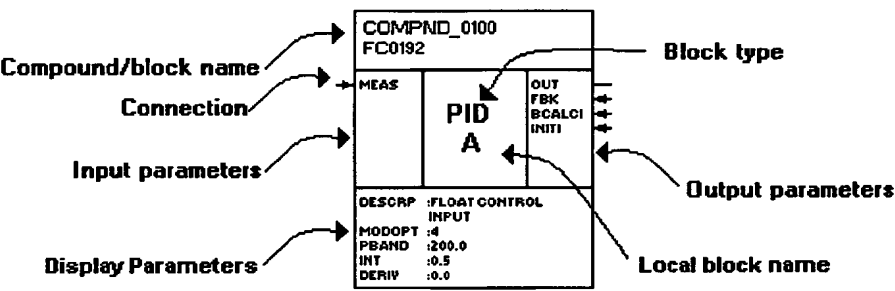 COMPND_0100
FC0192
Compound/block name
Block type
Connection
MEAS
OUT
FBK
BCALCI
INITI
PID
A
Input parameters
Output parameters
DESCRP :FLOAT CONTROL
INPUT
MODOPT :4
PBAND :200.0
INT :0.5
DERIV :0.0
Display Parameters
Local block name